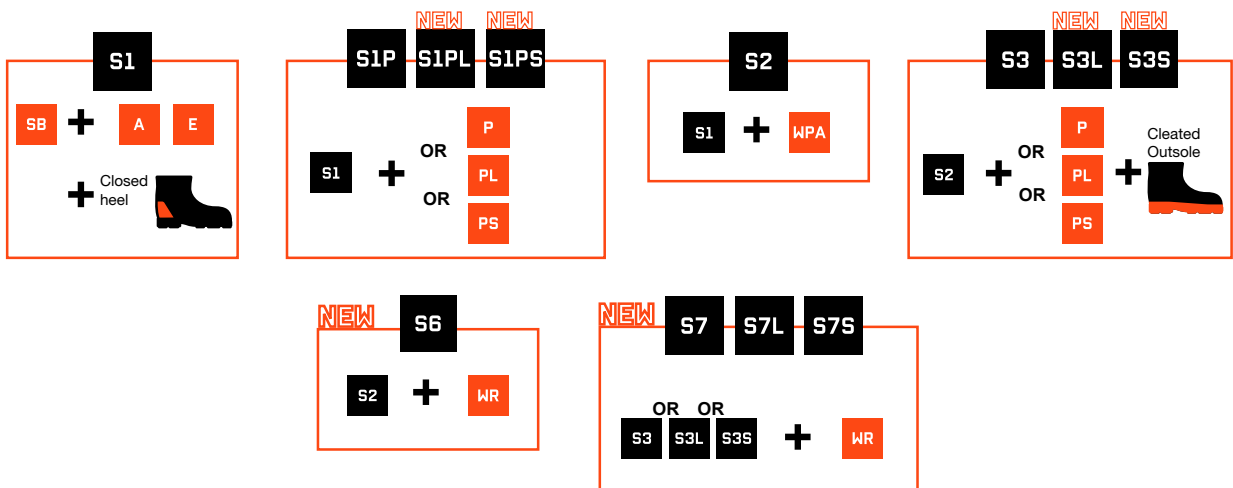 S1
SB + A E
+ Closed
heel
NEW NEW
S1P S1PL S1PS
S1 +
P
OR
PL
OR
PS
S2
S1 + WPA
NEW NEW
S3 S3L S3S
S2 +
P
OR
PL
OR
PS
+
Cleated
Outsole
NEW
S6
S2 + WR
NEW
S7 S7L S7S
OR OR
S3 S3L S3S + WR